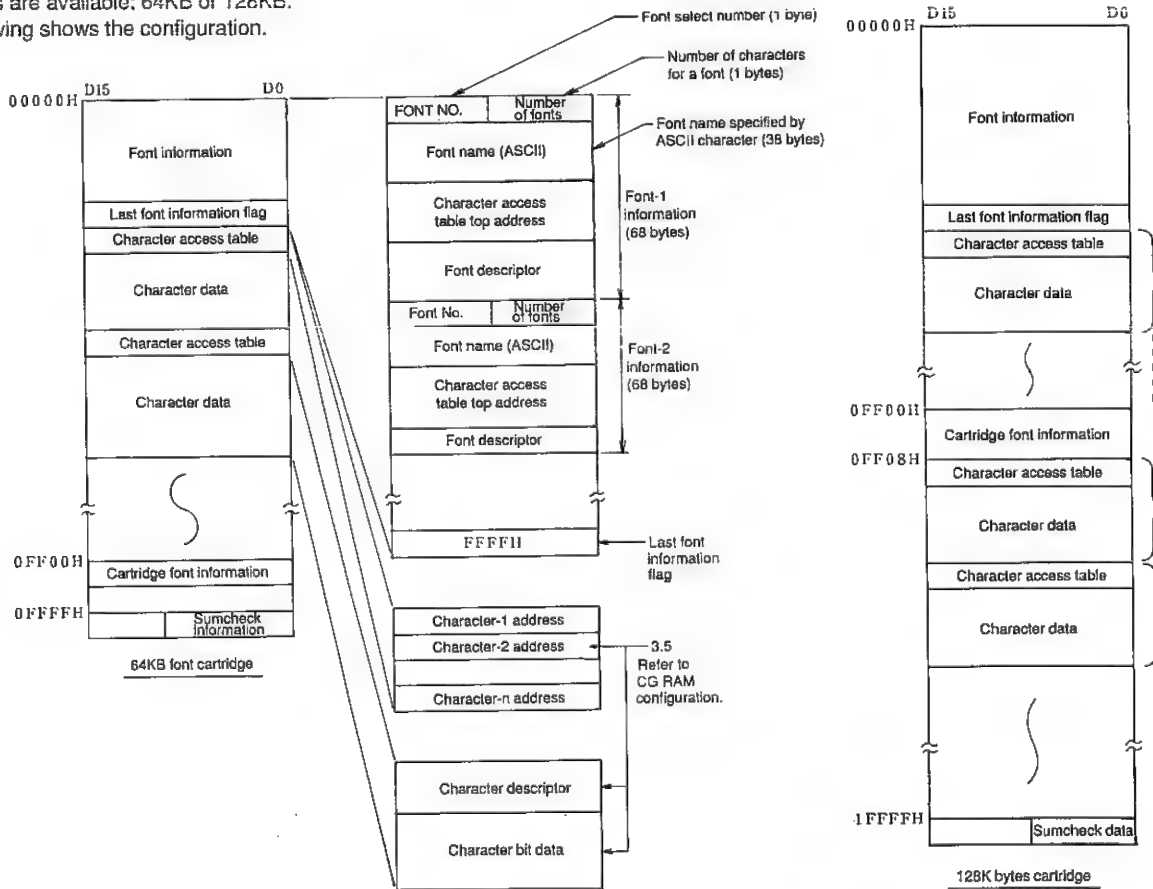 s are available; 64KB or 128KB.
ving shows the configuration.
D15 D0
00000H
Font information
Last font information flag
Character access table
Character data
Character access table
Character data
0FF00H
Cartridge font information
0FFFFH
Sumcheck
information
64KB font cartridge
Font select number (1 byte)
Number of characters
for a font (1 bytes)
Font name specified by
ASCII character (38 bytes)
FONT NO.
Number
of fonts
Font name (ASCII)
Character access
table top address
Font descriptor
Font-1
information
(68 bytes)
Font No.
Number
of fonts
Font name (ASCII)
Character access
table top address
Font descriptor
Font-2
information
(68 bytes)
FFFFH
Last font
information
flag
Character-1 address
Character-2 address
Character-n address
3.5
Refer to
CG RAM
configuration.
Character descriptor
Character bit data
D15 D0
00000H
Font information
Last font information flag
Character access table
Character data
0FF00H
Cartridge font information
0FF08H
Character access table
Character data
Character access table
Character data
1FFFFH
Sumcheck data
128K bytes cartridge